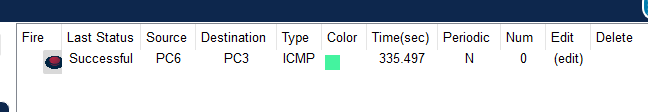 Fire Last Status Source Destination Type Color Time(sec) Periodic Num Edit Delete
Successful PC6 PC3 ICMP 335.497 N 0 (edit)